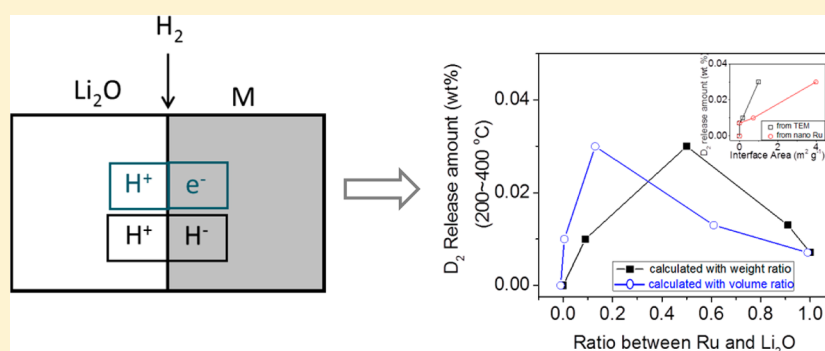 H₂
Li₂O
M
H⁺
e⁻
H⁺
H⁻
D₂ Release amount (wt%)
(200~400 °C)
0.04
0.02
0.00
0.0 0.2 0.4 0.6 0.8 1.0
Ratio between Ru and Li₂O
calculated with weight ratio
calculated with volume ratio
D₂ release amount (wt %)
0.04
0.02
0.00
0 2 4
Interface Area (m² g⁻¹)
from TEM
from nano Ru